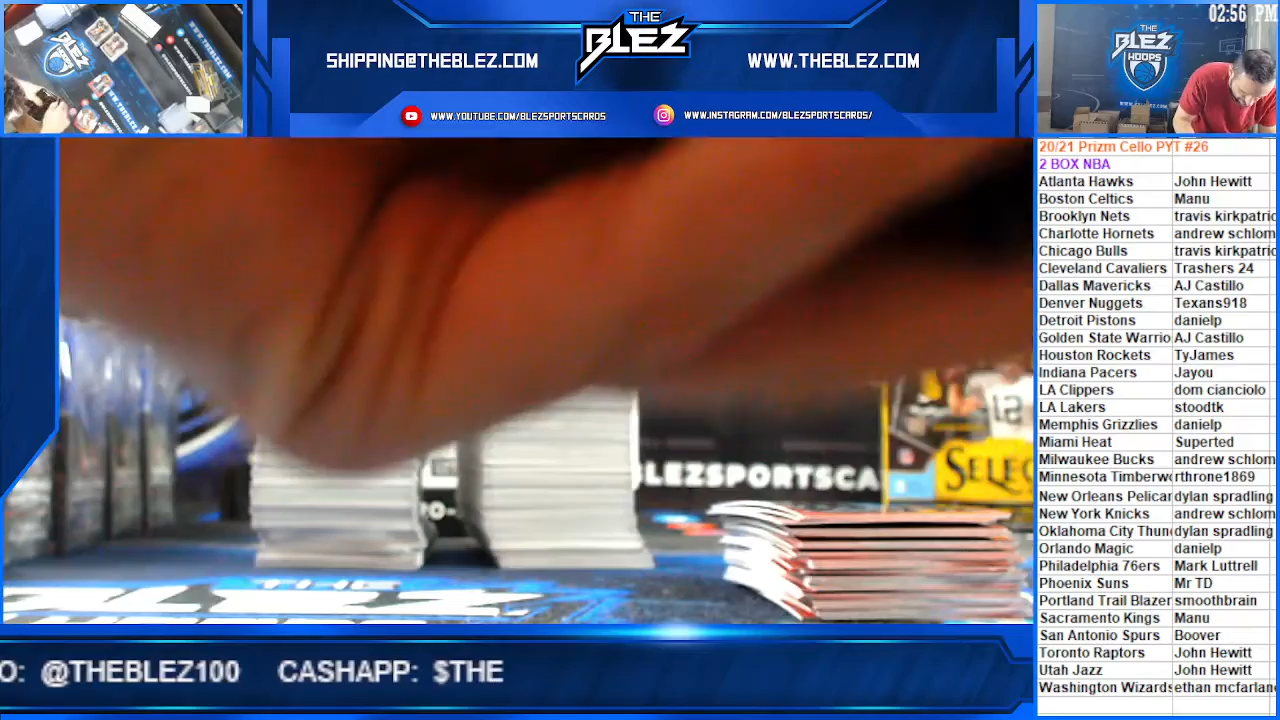 THE
BLEZ
SHIPPING@THEBLEZ.COM
WWW.THEBLEZ.COM
WWW.YOUTUBE.COM/BLEZSPORTSCARDS
WWW.INSTAGRAM.COM/BLEZSPORTSCARDS/
02:56 PM
THE
BLEZ
HOOPS
20/21 Prizm Cello PYT #26
2 BOX NBA
Atlanta Hawks John Hewitt
Boston Celtics Manu
Brooklyn Nets travis kirkpatric
Charlotte Hornets andrew schlom
Chicago Bulls travis kirkpatric
Cleveland Cavaliers Trashers 24
Dallas Mavericks AJ Castillo
Denver Nuggets Texans918
Detroit Pistons danielp
Golden State Warrio AJ Castillo
Houston Rockets TyJames
Indiana Pacers Jayou
LA Clippers dom cianciolo
LA Lakers stoodtk
Memphis Grizzlies danielp
Miami Heat Superted
Milwaukee Bucks andrew schlom
Minnesota Timberwo rthrone1869
New Orleans Pelican dylan spradling
New York Knicks andrew schlom
Oklahoma City Thun dylan spradling
Orlando Magic danielp
Philadelphia 76ers Mark Luttrell
Phoenix Suns Mr TD
Portland Trail Blazer smoothbrain
Sacramento Kings Manu
San Antonio Spurs Boover
Toronto Raptors John Hewitt
Utah Jazz John Hewitt
Washington Wizards ethan mcfarlan
12
SELEC
BLEZSPORTSCA
THE
BLEZ
O: @THEBLEZ100 CASHAPP: $THE